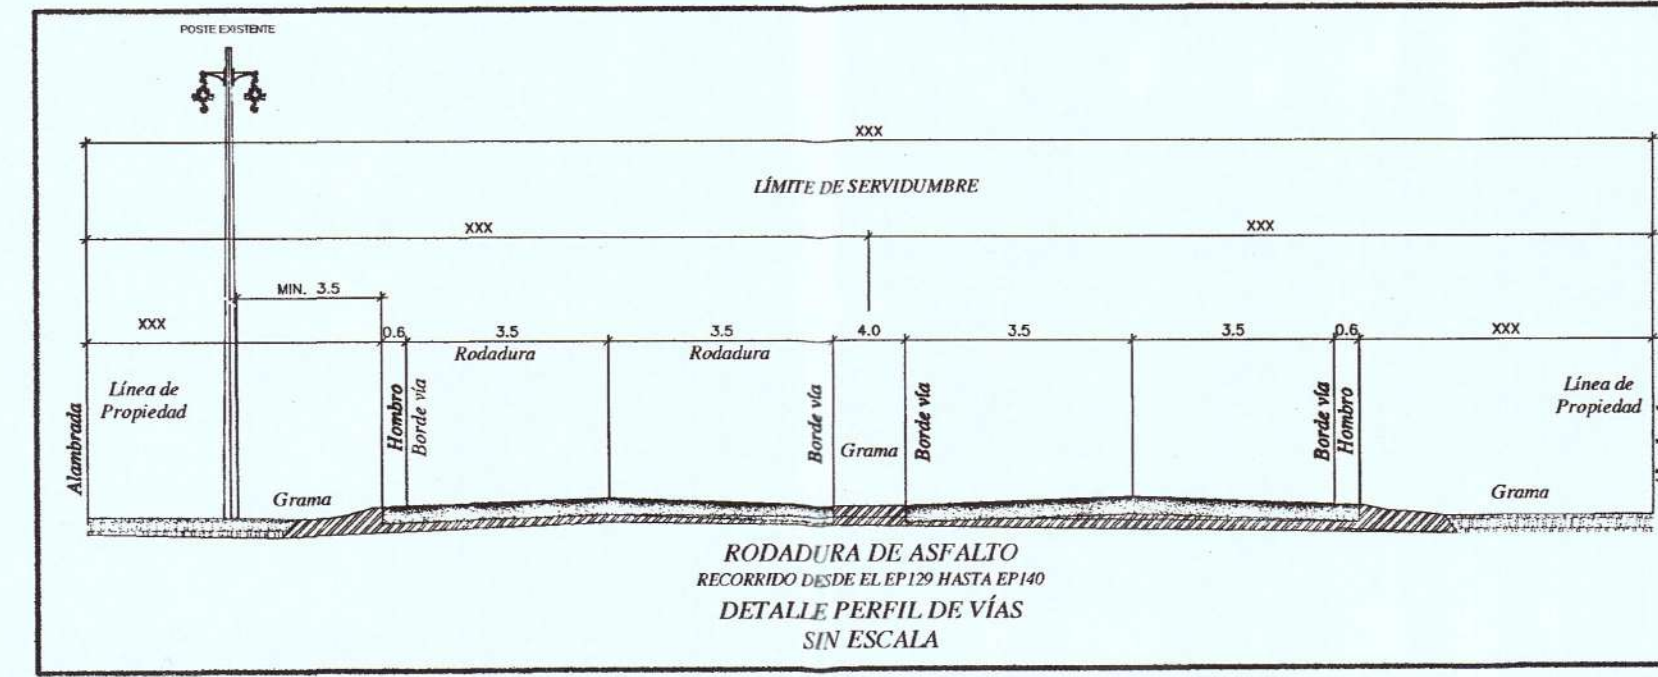 POSTE EXISTENTE
XXX
LÍMITE DE SERVIDUMBRE
XXX
XXX
MIN. 3.5
XXX
0.6
3.5
3.5
4.0
3.5
3.5
0.6
XXX
Rodadura
Rodadura
Línea de
Propiedad
Alambrada
Hombro
Borde vía
Borde vía
Grama
Borde vía
Borde vía
Hombro
Línea de
Propiedad
Grama
Grama
RODADURA DE ASFALTO
RECORRIDO DESDE EL EP129 HASTA EP140
DETALLE PERFIL DE VÍAS
SIN ESCALA